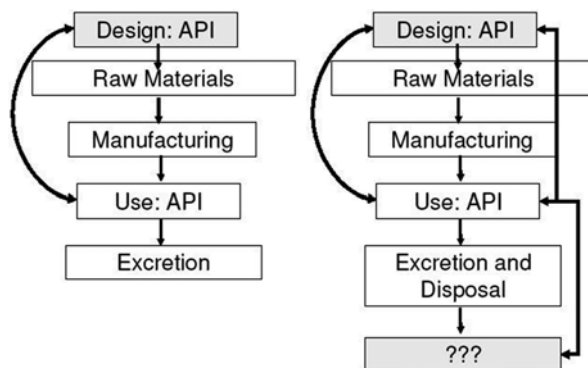 Design: API
Raw Materials
Manufacturing
Use: API
Excretion
Design: API
Raw Materials
Manufacturing
Use: API
Excretion and
Disposal
???